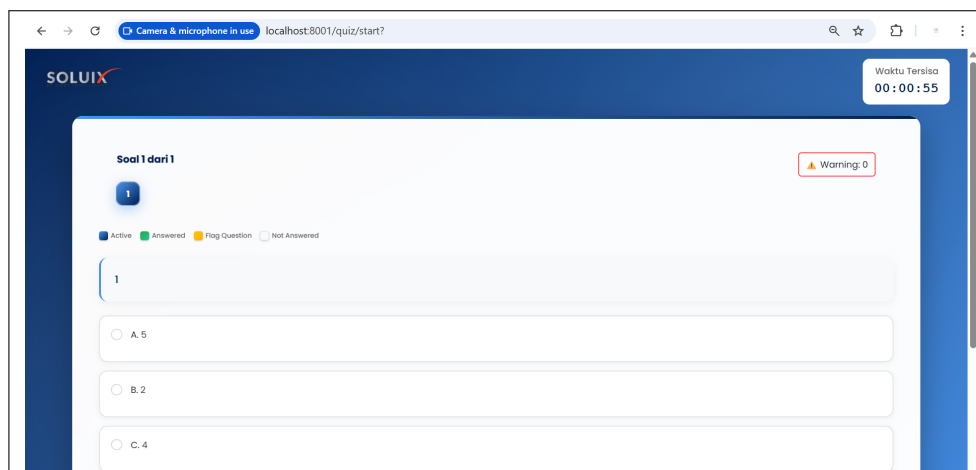 Camera & microphone in use localhost:8001/quiz/start?
SOLUIX
Waktu Tersisa
00:00:55
Soal 1 dari 1
Warning: 0
1
Active Answered Flag Question Not Answered
1
A. 5
B. 2
C. 4